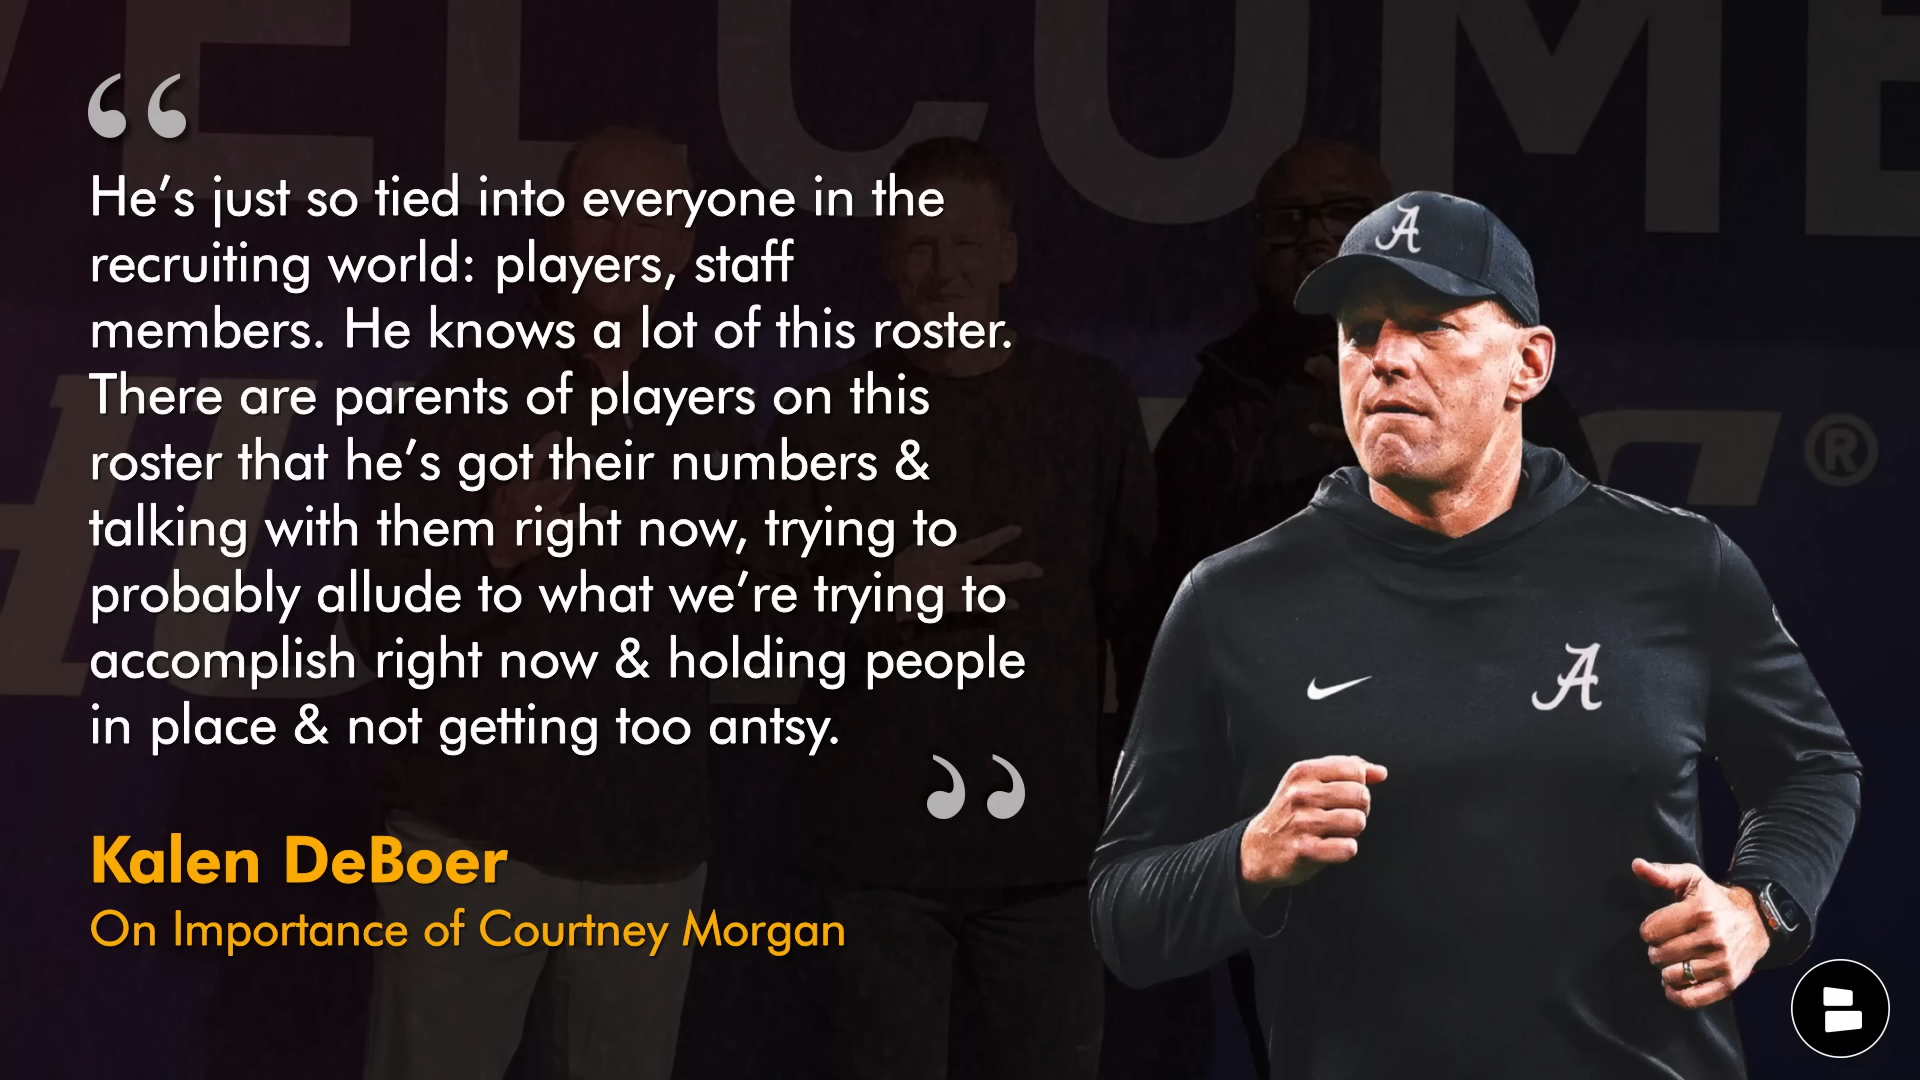 WELCOME
“
He’s just so tied into everyone in the
recruiting world: players, staff
members. He knows a lot of this roster.
There are parents of players on this
roster that he’s got their numbers &
talking with them right now, trying to
probably allude to what we’re trying to
accomplish right now & holding people
in place & not getting too antsy.
”
Kalen DeBoer
On Importance of Courtney Morgan
A
A
®